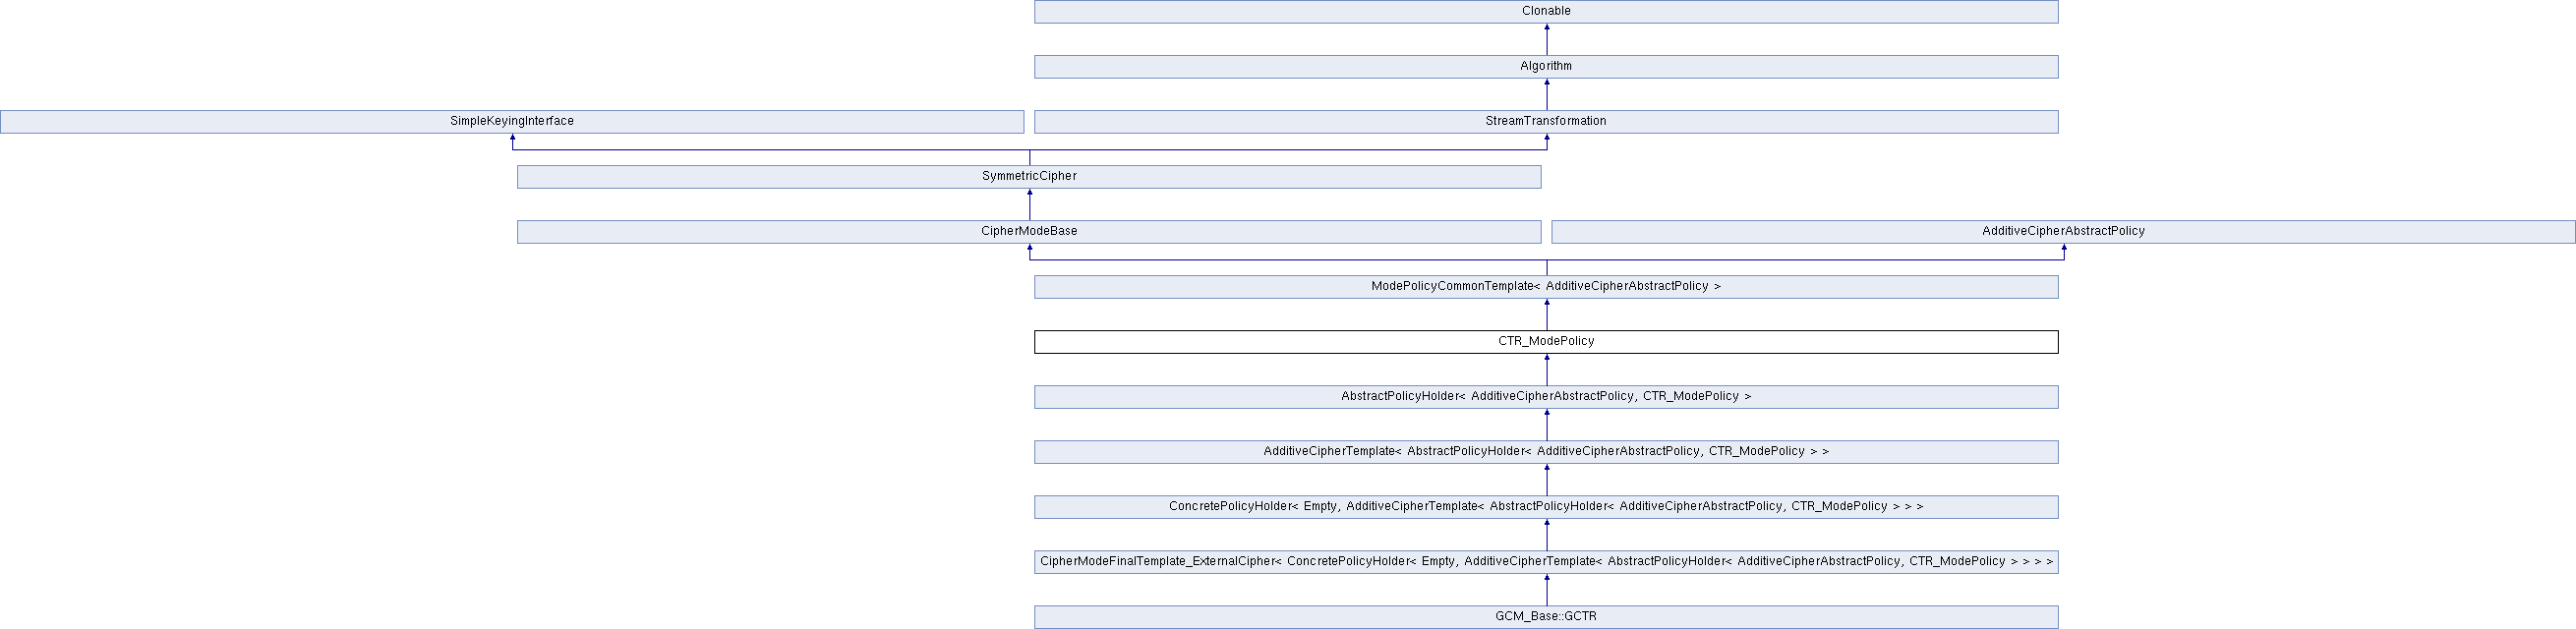 Clonable
Algorithm
SimpleKeyingInterface
StreamTransformation
SymmetricCipher
CipherModeBase
AdditiveCipherAbstractPolicy
ModePolicyCommonTemplate< AdditiveCipherAbstractPolicy >
CTR_ModePolicy
AbstractPolicyHolder< AdditiveCipherAbstractPolicy, CTR_ModePolicy >
AdditiveCipherTemplate< AbstractPolicyHolder< AdditiveCipherAbstractPolicy, CTR_ModePolicy > >
ConcretePolicyHolder< Empty, AdditiveCipherTemplate< AbstractPolicyHolder< AdditiveCipherAbstractPolicy, CTR_ModePolicy > > >
CipherModeFinalTemplate_ExternalCipher< ConcretePolicyHolder< Empty, AdditiveCipherTemplate< AbstractPolicyHolder< AdditiveCipherAbstractPolicy, CTR_ModePolicy > > > >
GCM_Base::GCTR